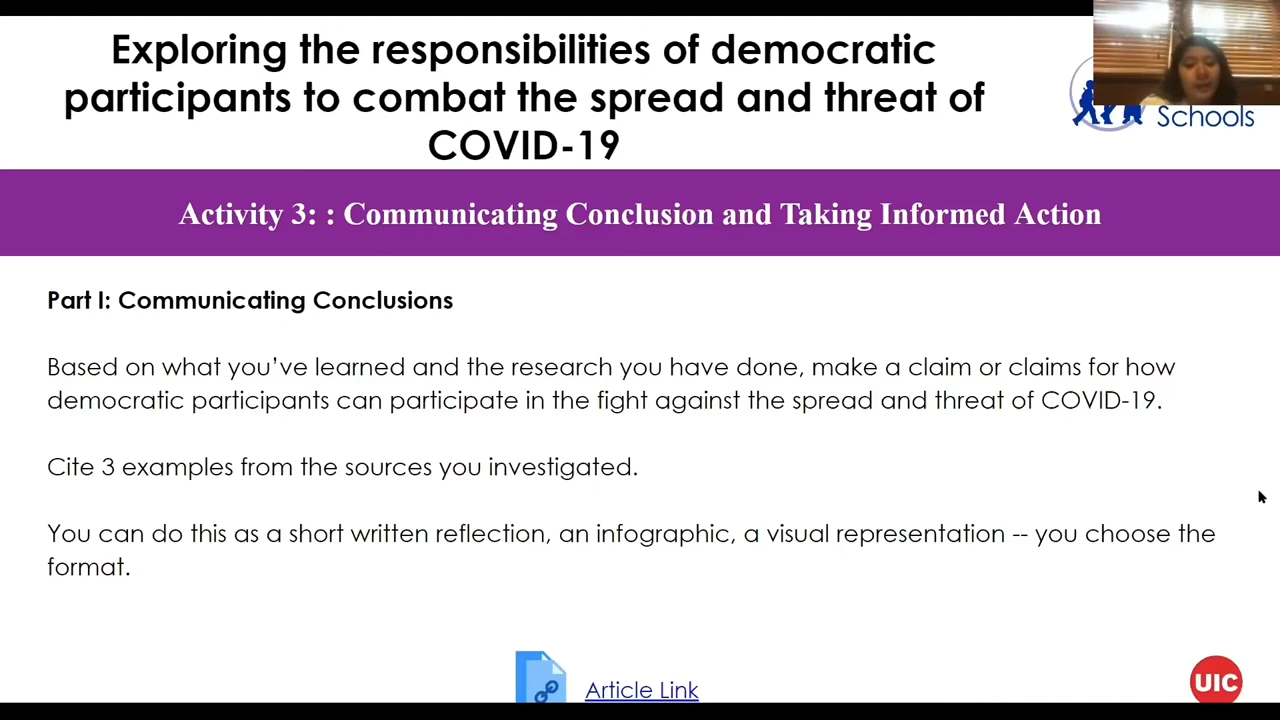 Exploring the responsibilities of democratic
participants to combat the spread and threat of
COVID-19
Schools
Activity 3: : Communicating Conclusion and Taking Informed Action
Part I: Communicating Conclusions
Based on what you’ve learned and the research you have done, make a claim or claims for how
democratic participants can participate in the fight against the spread and threat of COVID-19.
Cite 3 examples from the sources you investigated.
You can do this as a short written reflection, an infographic, a visual representation -- you choose the
format.
Article Link
UIC